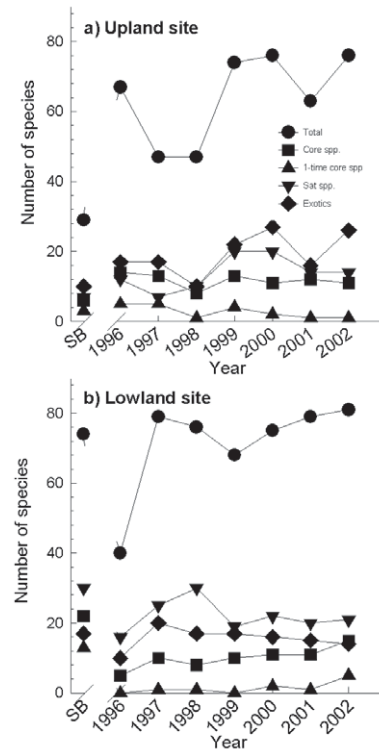 a) Upland site
80
60
40
20
0
Number of species
Total
Core spp.
1-time core spp
Sat spp.
Exotics
SB 1996 1997 1998 1999 2000 2001 2002
Year
b) Lowland site
80
60
40
20
0
Number of species
SB 1996 1997 1998 1999 2000 2001 2002
Year